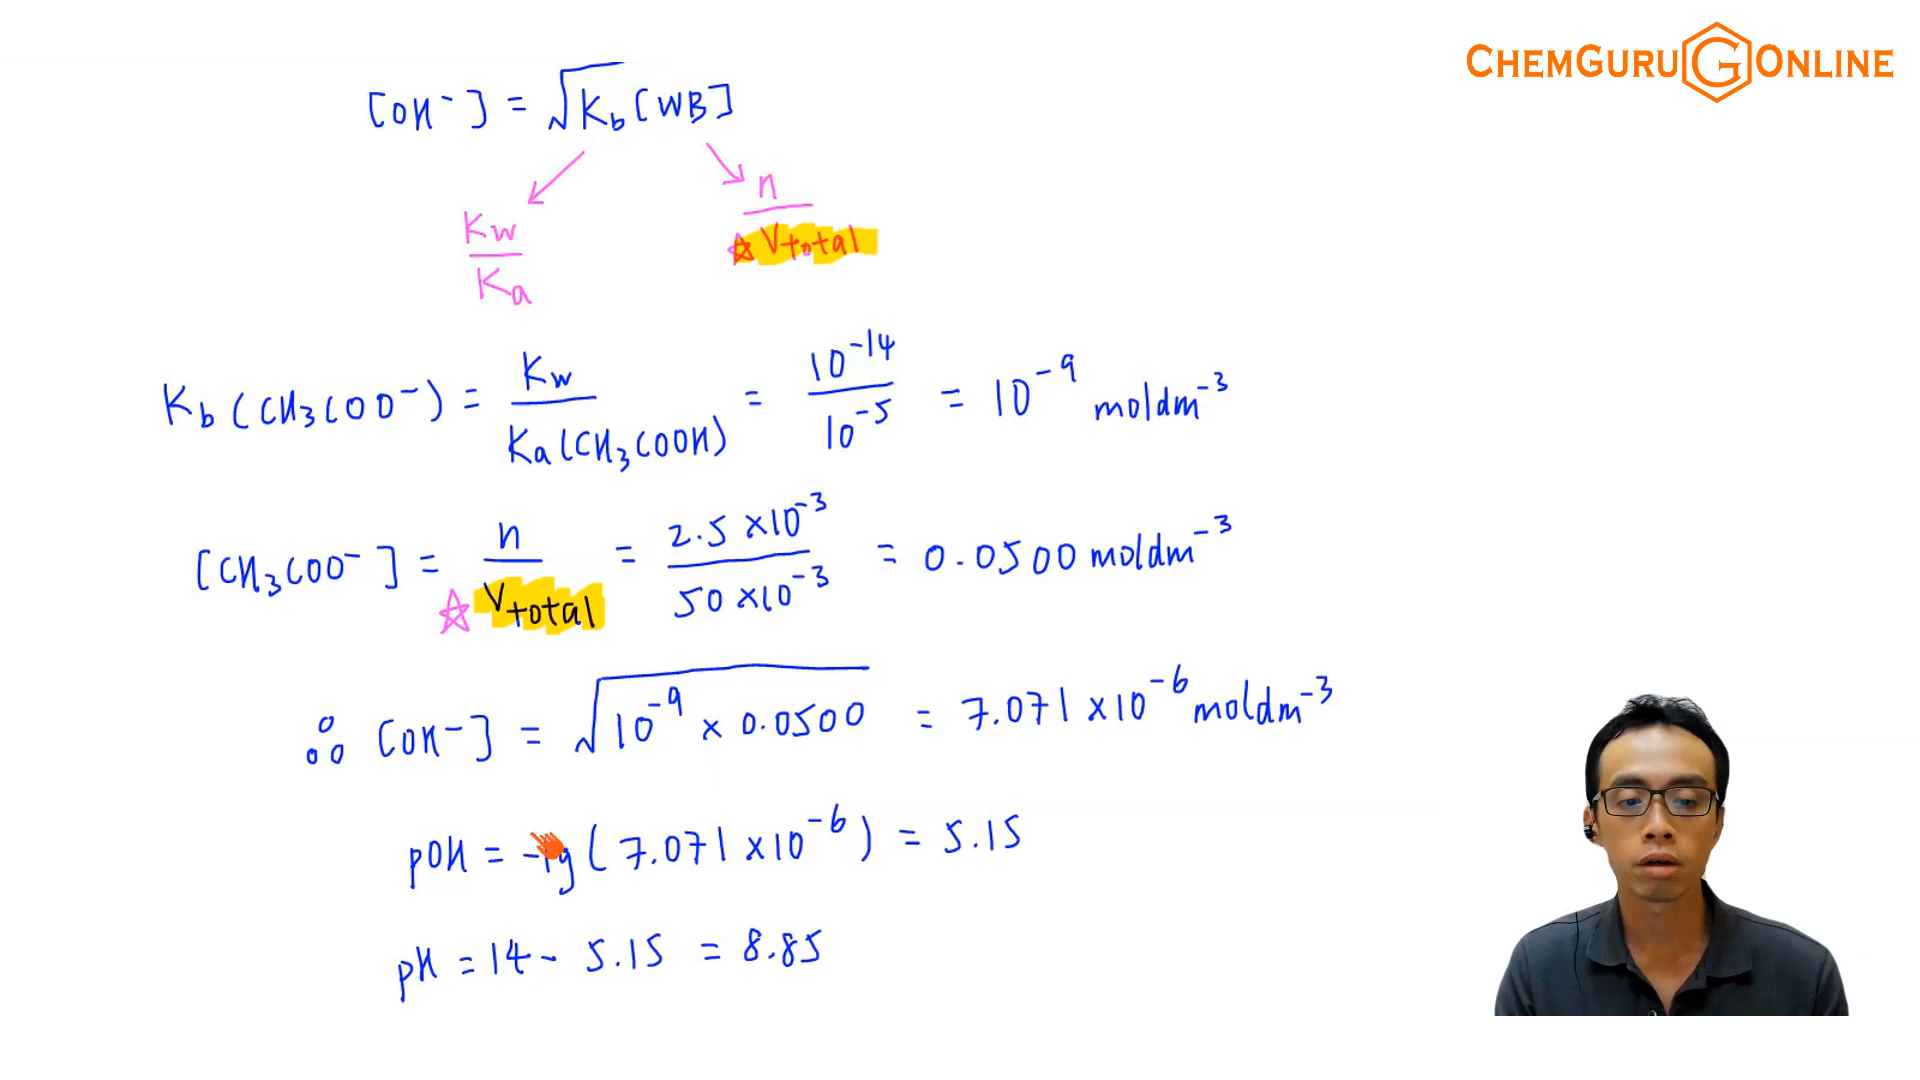 CHEMGURU G ONLINE
[OH⁻] = √Kb[WB]
Kw/Ka
n/☆Vtotal
Kb(CH₃COO⁻) = Kw/Ka(CH₃COOH) = 10⁻¹⁴/10⁻⁵ = 10⁻⁹ moldm⁻³
[CH₃COO⁻] = n/☆Vtotal = 2.5 × 10⁻³/50 × 10⁻³ = 0.0500 moldm⁻³
∴ [OH⁻] = √10⁻⁹ × 0.0500 = 7.071 × 10⁻⁶ moldm⁻³
pOH = -lg(7.071 × 10⁻⁶) = 5.15
pH = 14 - 5.15 = 8.85